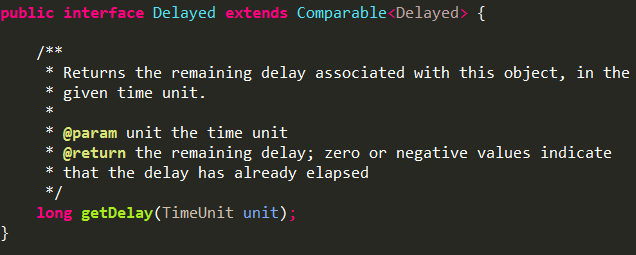 public interface Delayed extends Comparable<Delayed> {
/**
* Returns the remaining delay associated with this object, in the
* given time unit.
*
* @param unit the time unit
* @return the remaining delay; zero or negative values indicate
* that the delay has already elapsed
*/
long getDelay(TimeUnit unit);
}